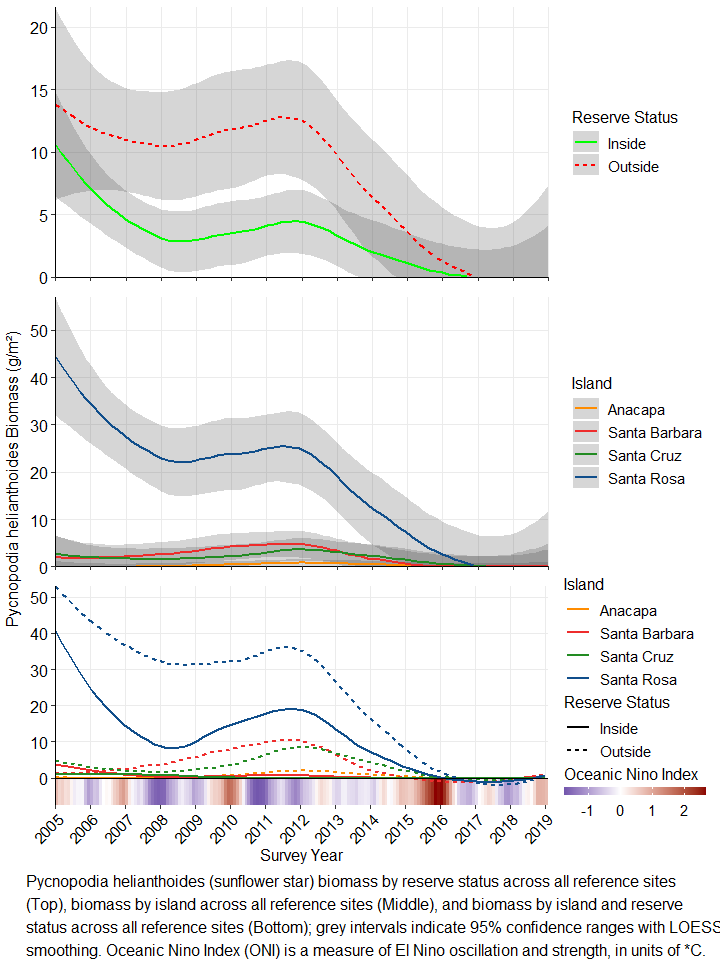 20
15
10
5
0
Reserve Status
Inside
Outside
Pycnopodia helianthoides Biomass (g/m²)
50
40
30
20
10
0
Island
Anacapa
Santa Barbara
Santa Cruz
Santa Rosa
50
40
30
20
10
0
Island
Anacapa
Santa Barbara
Santa Cruz
Santa Rosa
Reserve Status
Inside
Outside
Oceanic Nino Index
-1 0 1 2
2005 2006 2007 2008 2009 2010 2011 2012 2013 2014 2015 2016 2017 2018 2019
Survey Year
Pycnopodia helianthoides (sunflower star) biomass by reserve status across all reference sites
(Top), biomass by island across all reference sites (Middle), and biomass by island and reserve
status across all reference sites (Bottom); grey intervals indicate 95% confidence ranges with LOESS
smoothing. Oceanic Nino Index (ONI) is a measure of El Nino oscillation and strength, in units of *C.